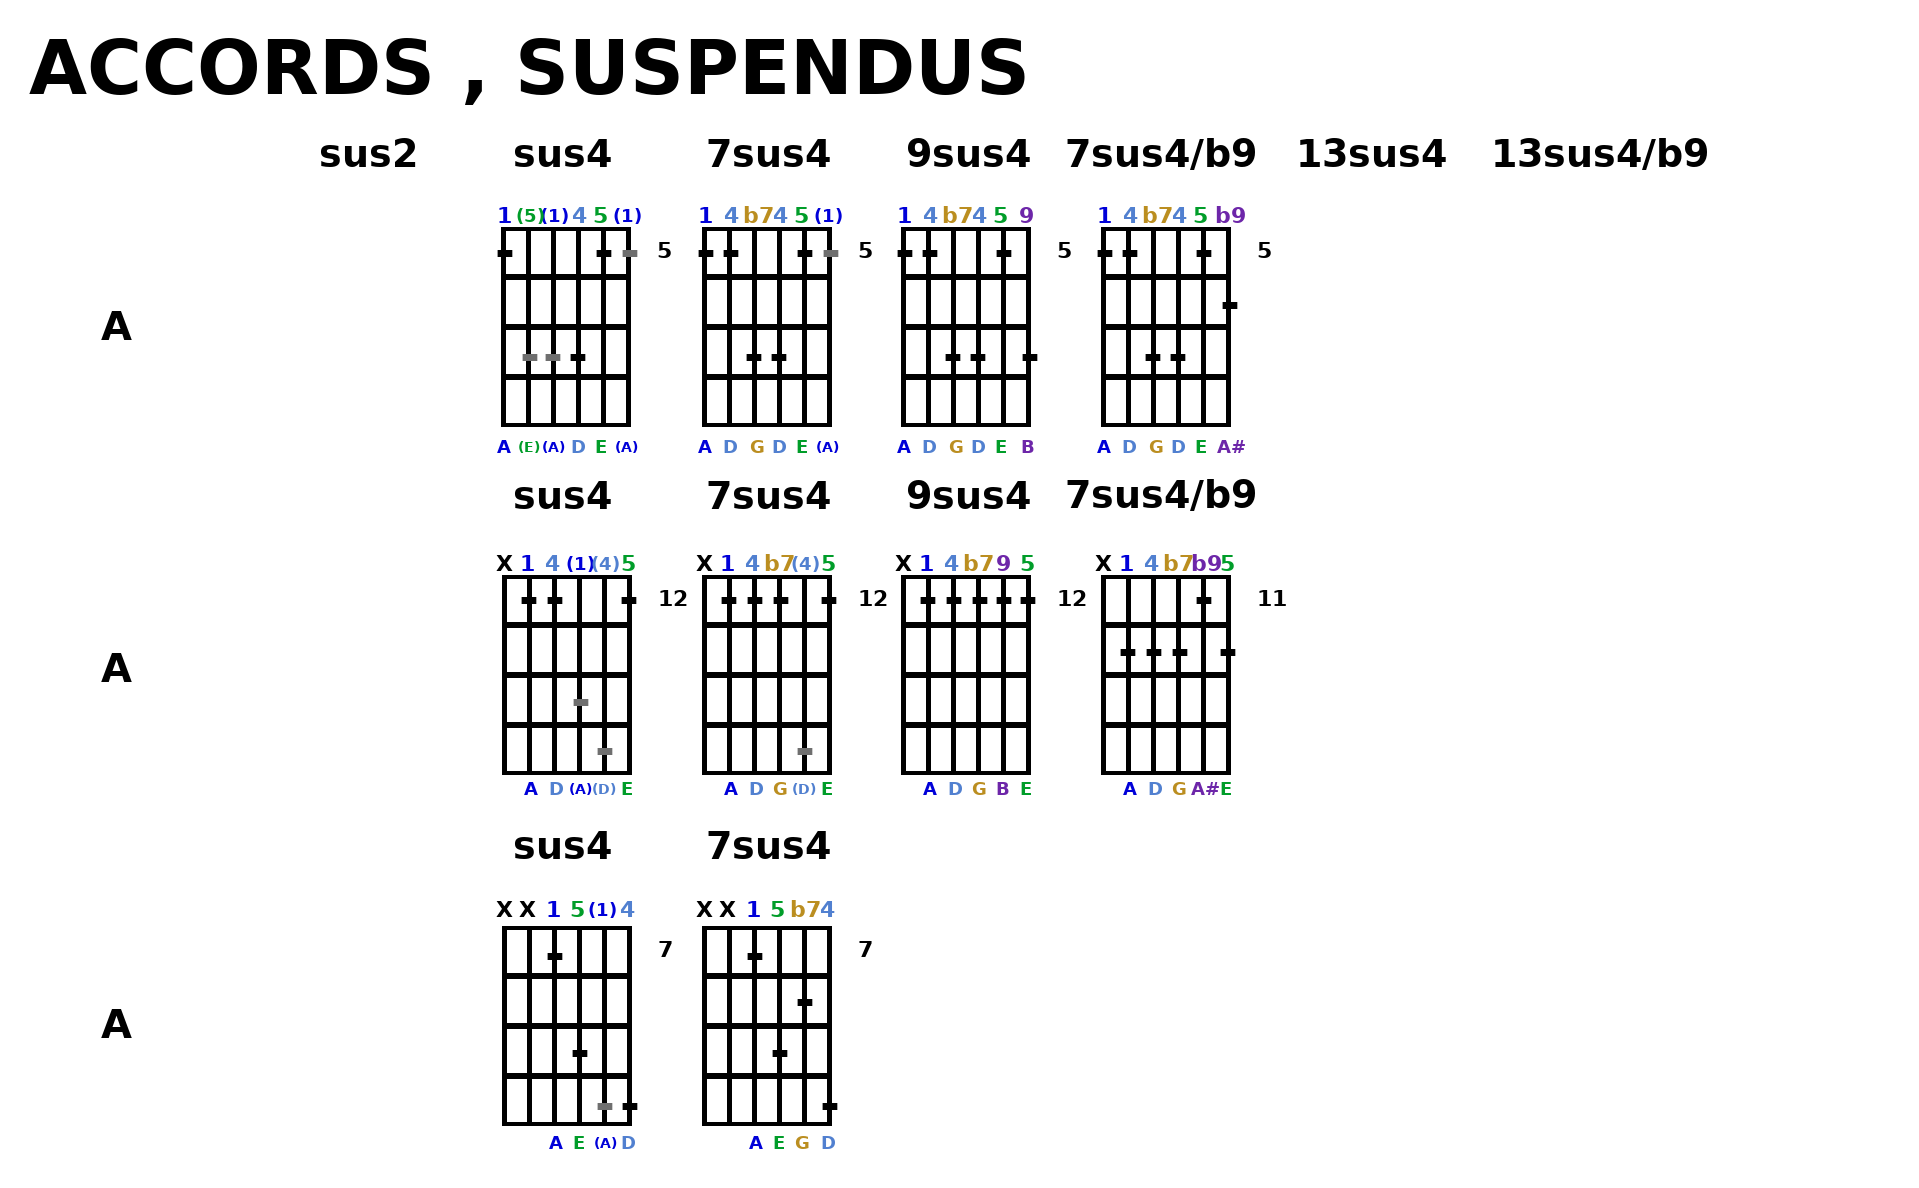 ACCORDS , SUSPENDUS
sus2 sus4 7sus4 9sus4 7sus4/b9 13sus4 13sus4/b9
1 (5) (1) 4 5 (1) 1 4 b7 4 5 (1) 1 4 b7 4 5 9 1 4 b7 4 5 b9
5 5 5 5
A
A (E) (A) D E (A) A D G D E (A) A D G D E B A D G D E A#
sus4 7sus4 9sus4 7sus4/b9
X 1 4 (1) (4) 5 X 1 4 b7 (4) 5 X 1 4 b7 9 5 X 1 4 b7 b9 5
12 12 12 11
A
A D (A) (D) E A D G (D) E A D G B E A D G A# E
sus4 7sus4
X X 1 5 (1) 4 X X 1 5 b7 4
7 7
A
A E (A) D A E G D